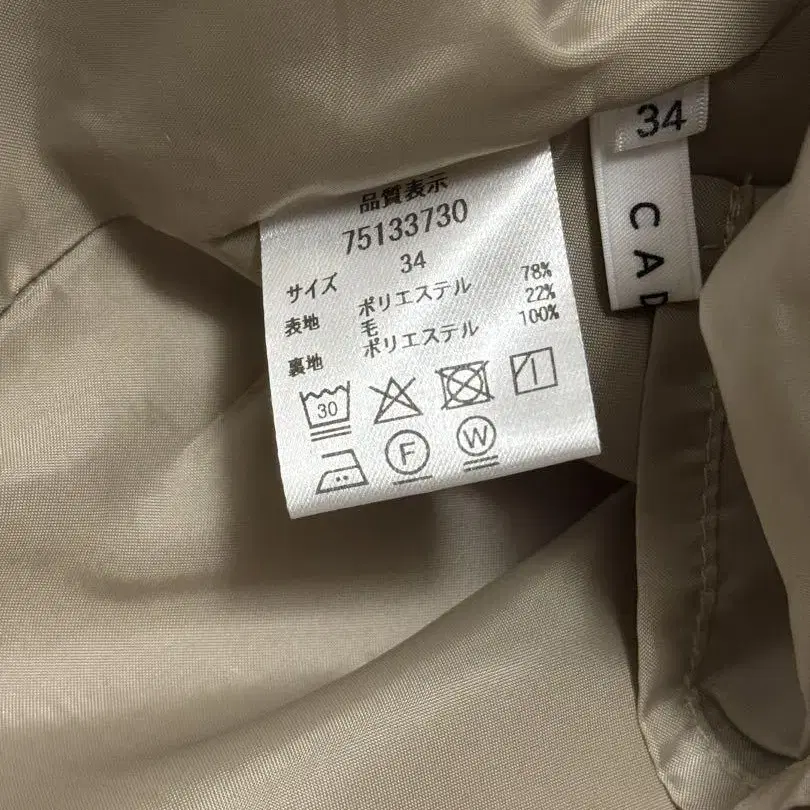 34
CAD
品質表示
75133730
サイズ 34
表地 ポリエステル 78%
毛 22%
裏地 ポリエステル 100%
30
F
W